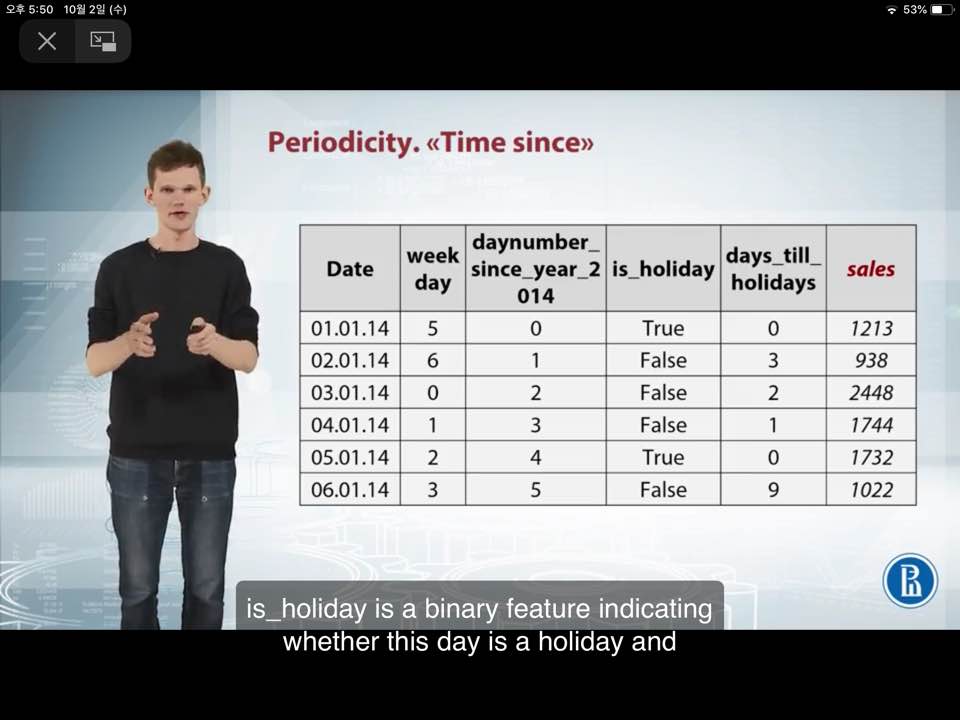 오후 5:50 10월 2일 (수)
53%
Periodicity. «Time since»
Date week day daynumber_since_year_2014 is_holiday days_till_holidays sales
01.01.14 5 0 True 0 1213
02.01.14 6 1 False 3 938
03.01.14 0 2 False 2 2448
04.01.14 1 3 False 1 1744
05.01.14 2 4 True 0 1732
06.01.14 3 5 False 9 1022
is_holiday is a binary feature indicating
whether this day is a holiday and